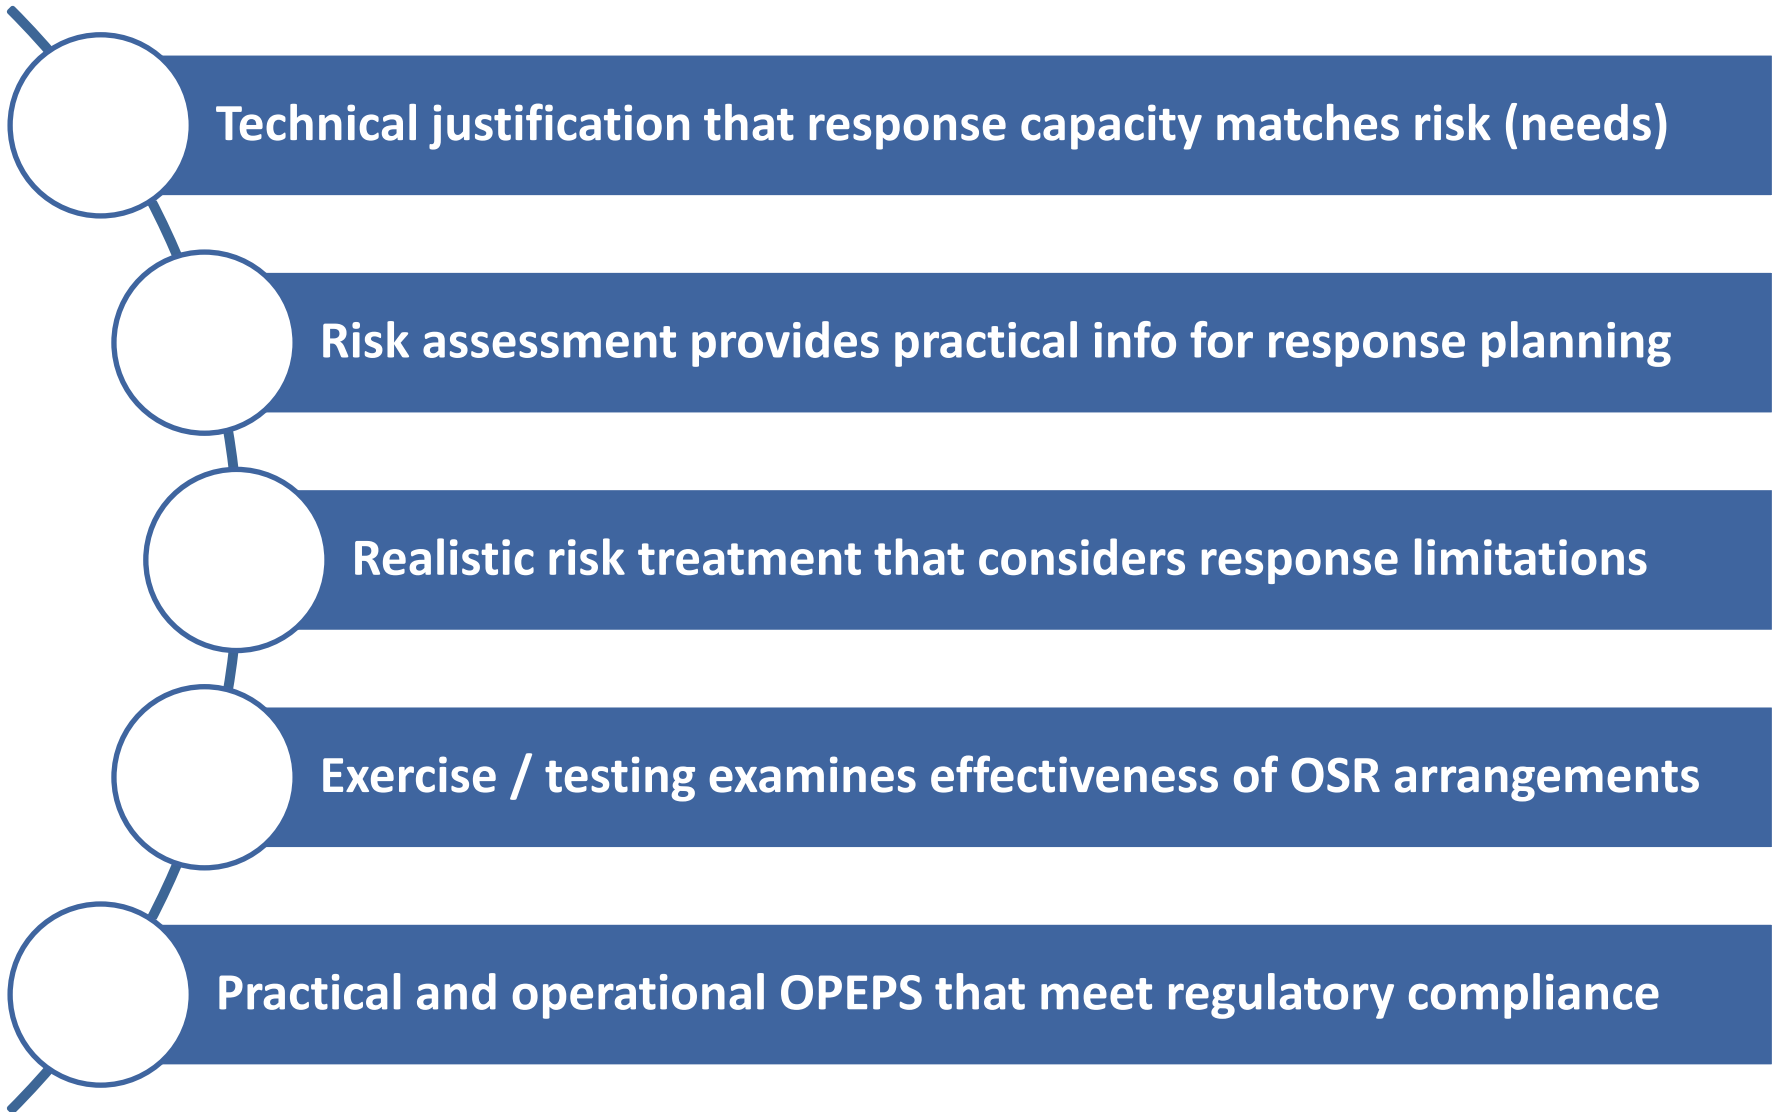 Technical justification that response capacity matches risk (needs)
Risk assessment provides practical info for response planning
Realistic risk treatment that considers response limitations
Exercise / testing examines effectiveness of OSR arrangements
Practical and operational OPEPS that meet regulatory compliance